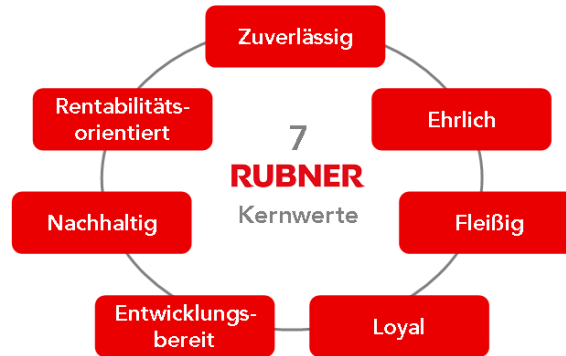 Zuverlässig
Ehrlich
Fleißig
Loyal
Entwicklungs-
bereit
Nachhaltig
Rentabilitäts-
orientiert
7
RUBNER
Kernwerte